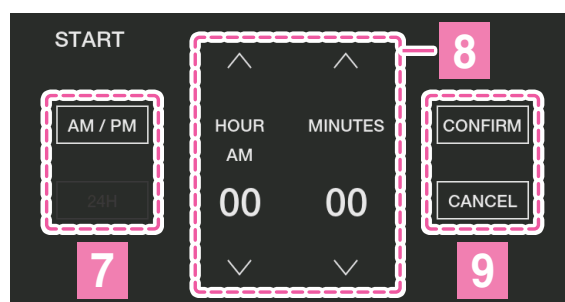 START
8
AM / PM
HOUR
MINUTES
CONFIRM
AM
24H
00
00
CANCEL
7
9